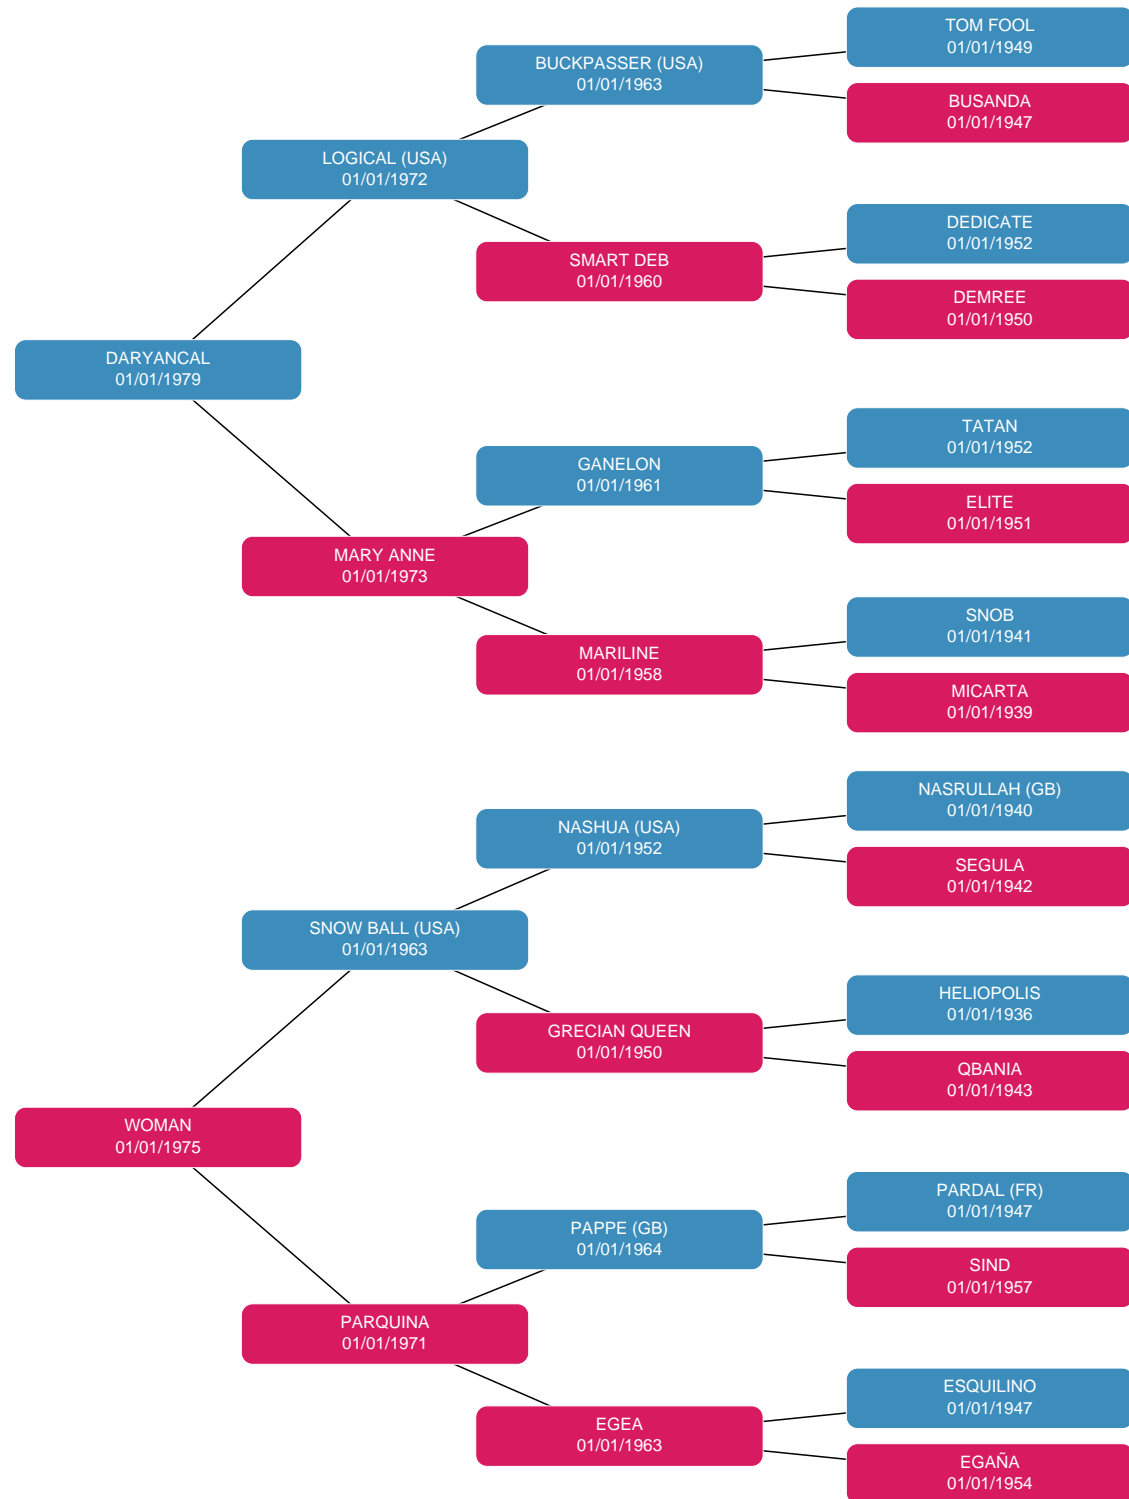 TOM FOOL
01/01/1949
BUCKPASSER (USA)
01/01/1963
BUSANDA
01/01/1947
LOGICAL (USA)
01/01/1972
DEDICATE
01/01/1952
SMART DEB
01/01/1960
DEMREE
01/01/1950
DARYANCAL
01/01/1979
TATAN
01/01/1952
GANELON
01/01/1961
ELITE
01/01/1951
MARY ANNE
01/01/1973
SNOB
01/01/1941
MARILINE
01/01/1958
MICARTA
01/01/1939
NASRULLAH (GB)
01/01/1940
NASHUA (USA)
01/01/1952
SEGULA
01/01/1942
SNOW BALL (USA)
01/01/1963
HELIOPOLIS
01/01/1936
GRECIAN QUEEN
01/01/1950
QBANIA
01/01/1943
WOMAN
01/01/1975
PARDAL (FR)
01/01/1947
PAPPE (GB)
01/01/1964
SIND
01/01/1957
PARQUINA
01/01/1971
ESQUILINO
01/01/1947
EGEA
01/01/1963
EGAÑA
01/01/1954